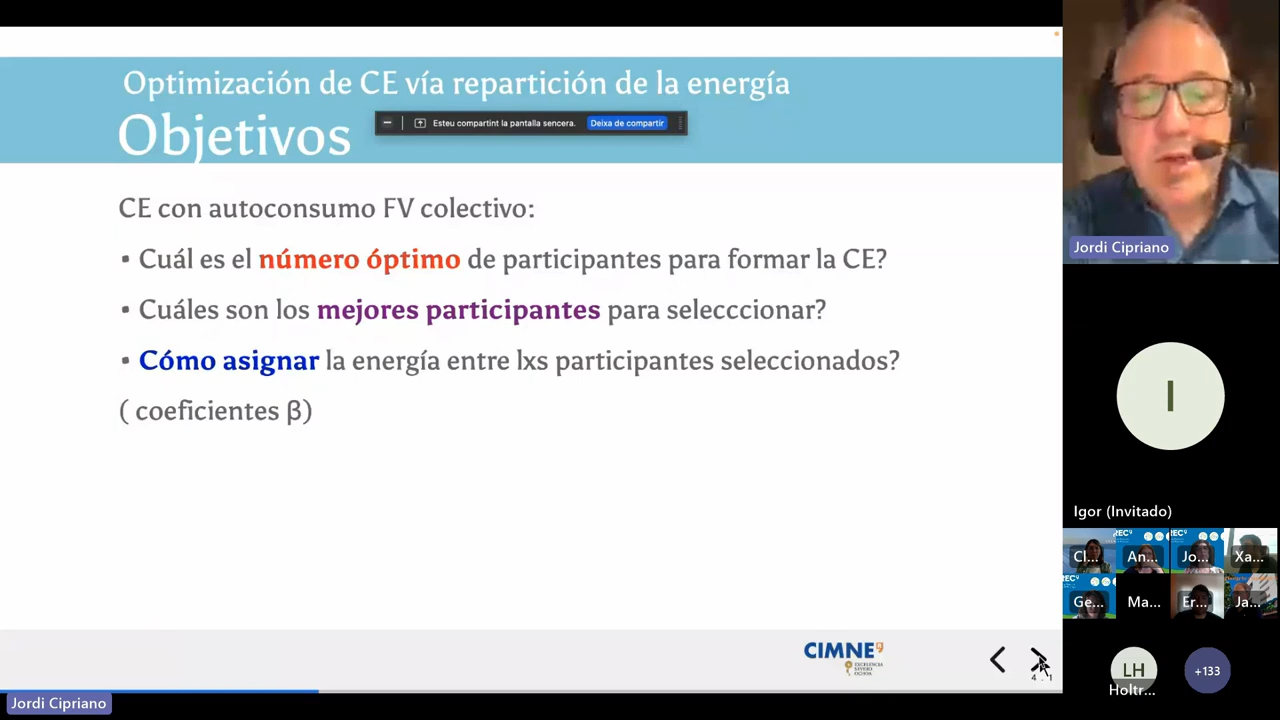 Optimización de CE vía repartición de la energía
Objetivos
Esteu compartint la pantalla sencera.
Deixa de compartir
CE con autoconsumo FV colectivo:
• Cuál es el número óptimo de participantes para formar la CE?
• Cuáles son los mejores participantes para selecccionar?
• Cómo asignar la energía entre lxs participantes seleccionados?
( coeficientes β)
CIMNE
EXCELENCIA
SEVERO
OCHOA
Jordi Cipriano
Jordi Cipriano
I
Igor (Invitado)
Cl...
An...
Jo...
Xa...
Ge...
Ma...
Er...
Ja...
LH
Holtr...
+133